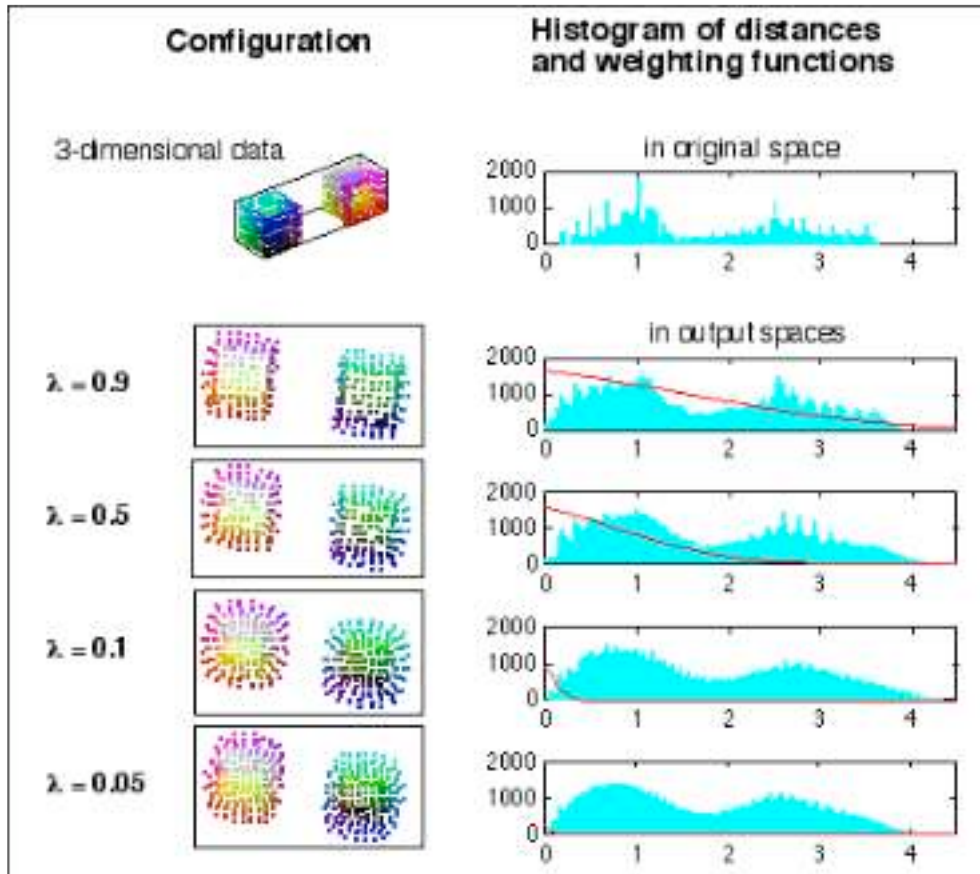 Configuration
Histogram of distances
and weighting functions
3-dimensional data
in original space
2000
1000
0
0 1 2 3 4
in output spaces
λ = 0.9
2000
1000
0
0 1 2 3 4
λ = 0.5
2000
1000
0
0 1 2 3 4
λ = 0.1
2000
1000
0
0 1 2 3 4
λ = 0.05
2000
1000
0
0 1 2 3 4